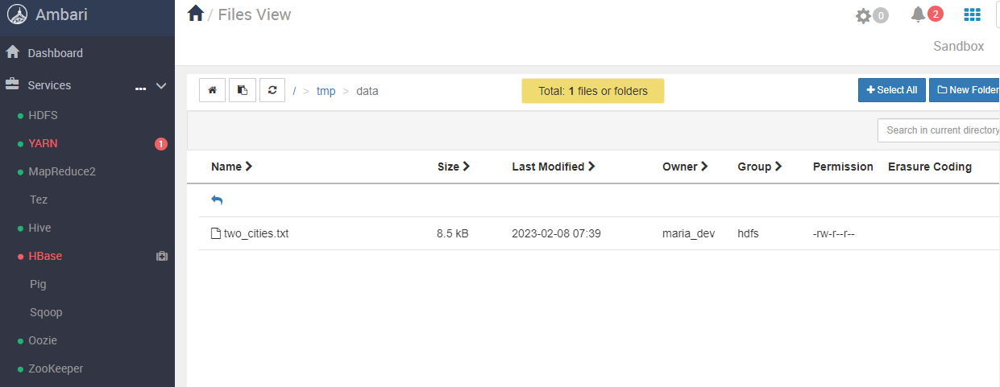 Ambari
/ Files View
0
2
Sandbox
Dashboard
Services
HDFS
YARN 1
MapReduce2
Tez
Hive
HBase
Pig
Sqoop
Oozie
ZooKeeper
/ > tmp > data
Total: 1 files or folders
Select All
New Folder
Search in current directory
Name Size Last Modified Owner Group Permission Erasure Coding
two_cities.txt 8.5 kB 2023-02-08 07:39 maria_dev hdfs -rw-r--r--